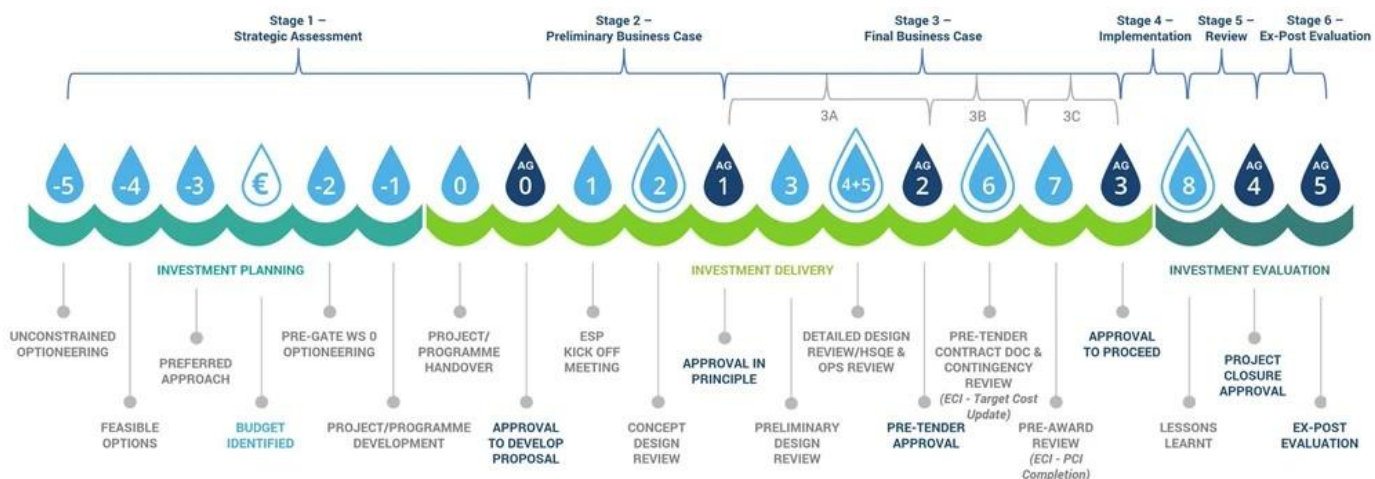 Stage 1 –
Strategic Assessment
Stage 2 –
Preliminary Business Case
Stage 3 –
Final Business Case
Stage 4 –
Implementation
Stage 5 –
Review
Stage 6 –
Ex-Post Evaluation
3A
3B
3C
-5
-4
-3
€
-2
-1
0
AG
0
1
2
AG
1
3
4+5
AG
2
6
7
AG
3
8
AG
4
AG
5
INVESTMENT PLANNING
INVESTMENT DELIVERY
INVESTMENT EVALUATION
UNCONSTRAINED
OPTIONEERING
FEASIBLE
OPTIONS
PREFERRED
APPROACH
BUDGET
IDENTIFIED
PRE-GATE WS 0
OPTIONEERING
PROJECT/PROGRAMME
DEVELOPMENT
PROJECT/
PROGRAMME
HANDOVER
APPROVAL
TO DEVELOP
PROPOSAL
ESP
KICK OFF
MEETING
CONCEPT
DESIGN
REVIEW
APPROVAL IN
PRINCIPLE
PRELIMINARY
DESIGN
REVIEW
DETAILED DESIGN
REVIEW/HSQE &
OPS REVIEW
PRE-TENDER
APPROVAL
PRE-TENDER
CONTRACT DOC &
CONTINGENCY
REVIEW
(ECI - Target Cost
Update)
PRE-AWARD
REVIEW
(ECI - PCI
Completion)
APPROVAL
TO PROCEED
LESSONS
LEARNT
PROJECT
CLOSURE
APPROVAL
EX-POST
EVALUATION